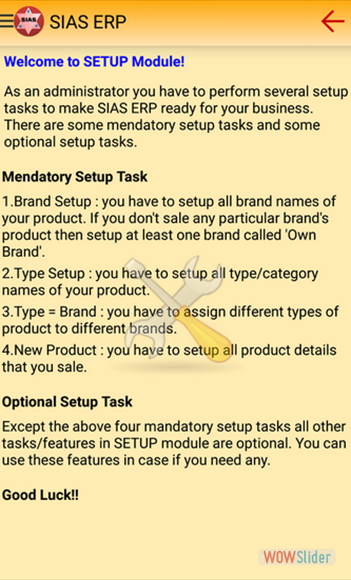 SIAS
SIAS ERP
Welcome to SETUP Module!
As an administrator you have to perform several setup
tasks to make SIAS ERP ready for your business.
There are some mendatory setup tasks and some
optional setup tasks.
Mendatory Setup Task
1.Brand Setup : you have to setup all brand names of
your product. If you don't sale any particular brand's
product then setup at least one brand called 'Own
Brand'.
2.Type Setup : you have to setup all type/category
names of your product.
3.Type = Brand : you have to assign different types of
product to different brands.
4.New Product : you have to setup all product details
that you sale.
Optional Setup Task
Except the above four mandatory setup tasks all other
tasks/features in SETUP module are optional. You can
use these features in case if you need any.
Good Luck!!
WOWSlider